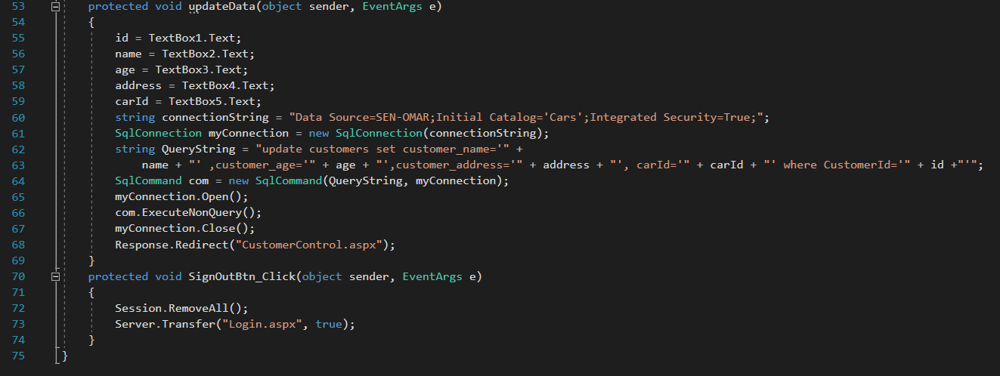 53 protected void updateData(object sender, EventArgs e)
54 {
55 id = TextBox1.Text;
56 name = TextBox2.Text;
57 age = TextBox3.Text;
58 address = TextBox4.Text;
59 carId = TextBox5.Text;
60 string connectionString = "Data Source=SEN-OMAR;Initial Catalog='Cars';Integrated Security=True;";
61 SqlConnection myConnection = new SqlConnection(connectionString);
62 string QueryString = "update customers set customer_name='" +
63 name + "' ,customer_age='" + age + "',customer_address='" + address + "', carId='" + carId + "' where CustomerId='" + id +"'";
64 SqlCommand com = new SqlCommand(QueryString, myConnection);
65 myConnection.Open();
66 com.ExecuteNonQuery();
67 myConnection.Close();
68 Response.Redirect("CustomerControl.aspx");
69 }
70 protected void SignOutBtn_Click(object sender, EventArgs e)
71 {
72 Session.RemoveAll();
73 Server.Transfer("Login.aspx", true);
74 }
75 }